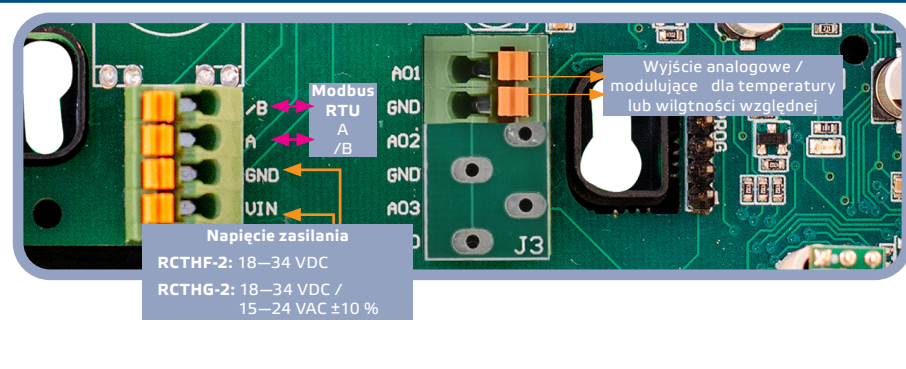 /B
A
GND
VIN
Modbus
RTU
A
/B
AO1
GND
AO2
GND
AO3
J3
Wyjście analogowe /
modulujące dla temperatury
lub wilgtności względnej
PROG
Napięcie zasilania
RCTHF-2: 18—34 VDC
RCTHG-2: 18—34 VDC /
15—24 VAC ±10 %